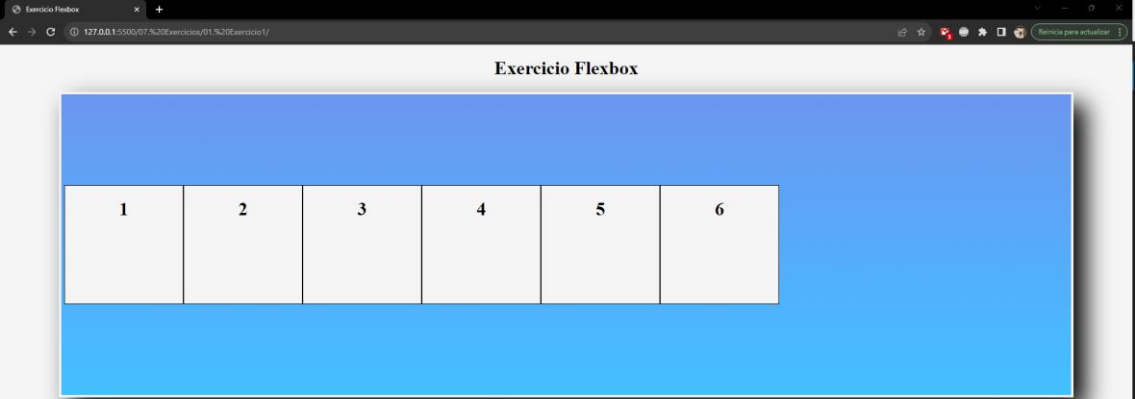 Exercicio Flexbox
127.0.0.1:5500/07.%20Exercicios/01.%20Exercicio1/
Reinicia para actualizar
Exercicio Flexbox
1 2 3 4 5 6